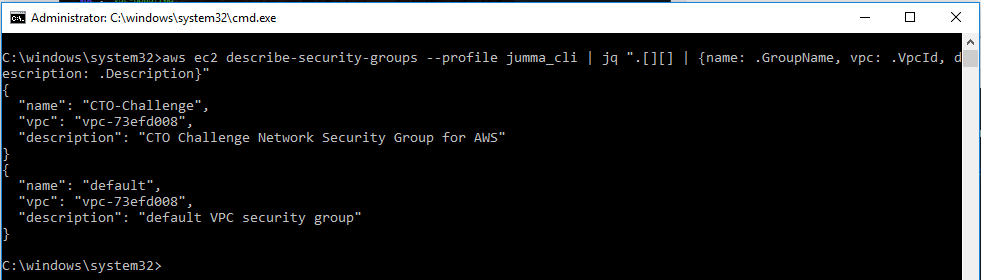 Administrator: C:\windows\system32\cmd.exe
C:\windows\system32>aws ec2 describe-security-groups --profile jumma_cli | jq ".[][] | {name: .GroupName, vpc: .VpcId, d
escription: .Description}"
{
  "name": "CTO-Challenge",
  "vpc": "vpc-73efd008",
  "description": "CTO Challenge Network Security Group for AWS"
}
{
  "name": "default",
  "vpc": "vpc-73efd008",
  "description": "default VPC security group"
}
C:\windows\system32>